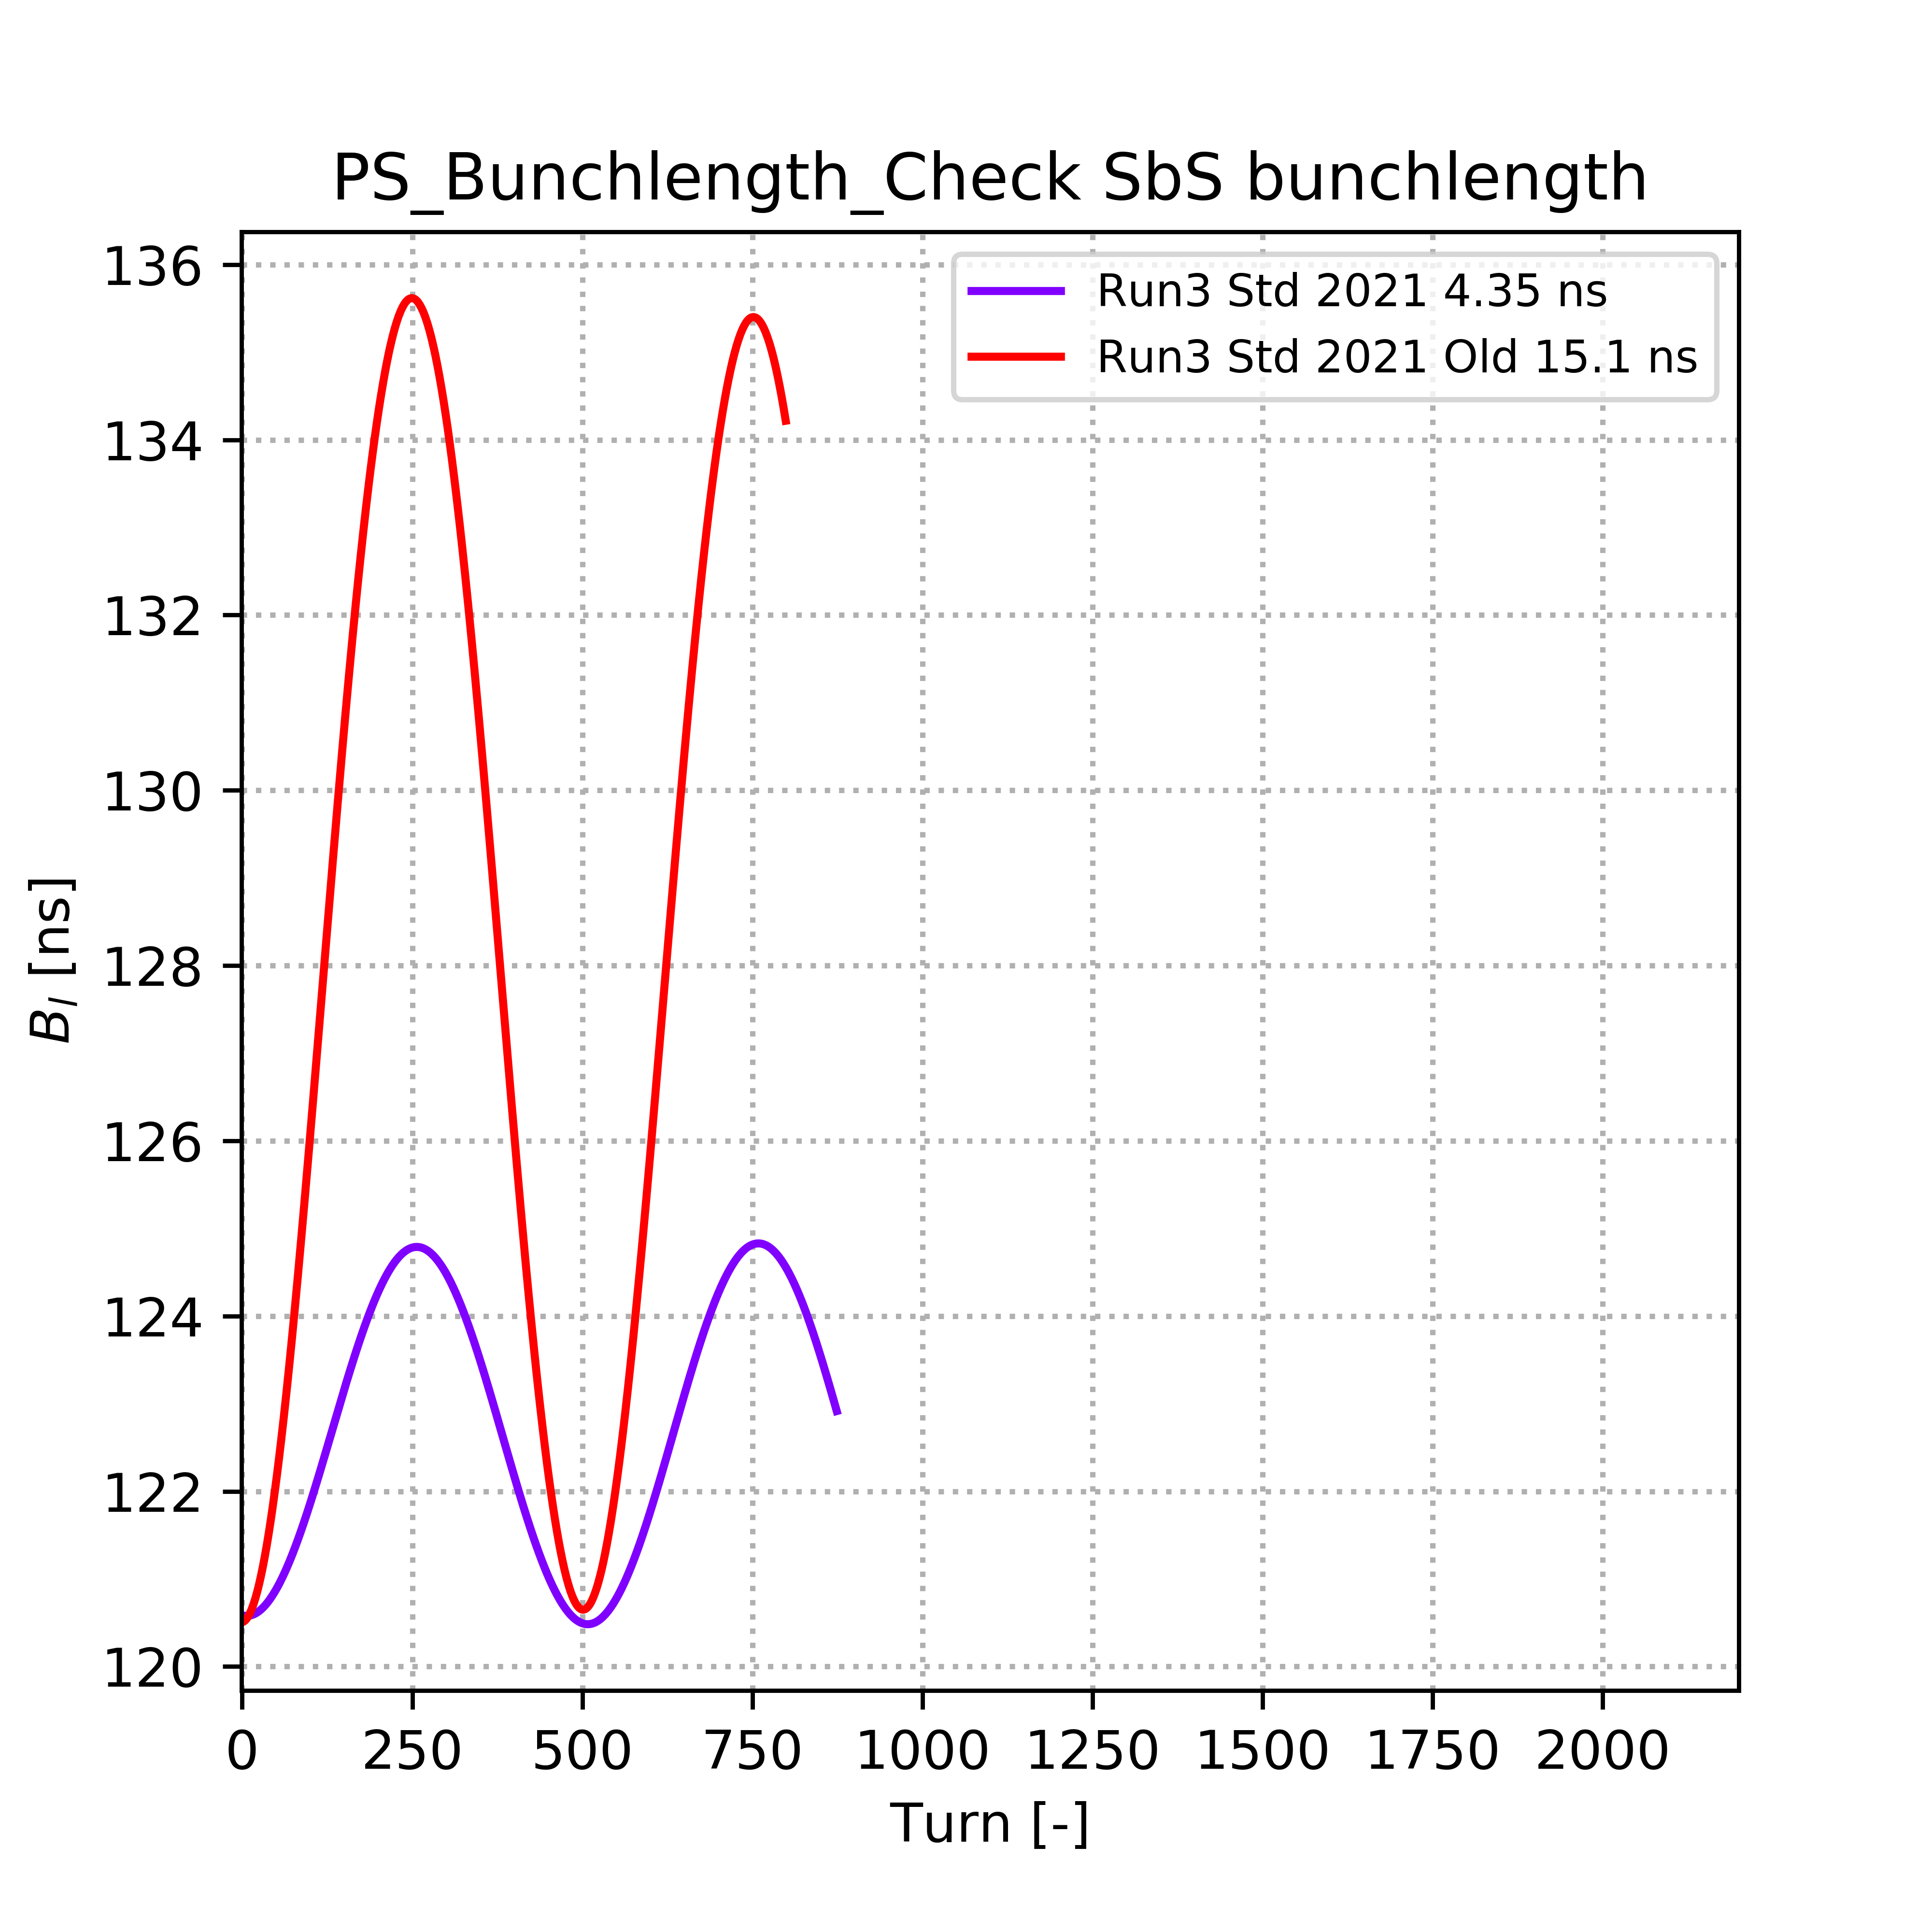 PS_Bunchlength_Check SbS bunchlength
Run3 Std 2021 4.35 ns
Run3 Std 2021 Old 15.1 ns
136
134
132
130
128
126
124
122
120
B_l [ns]
0 250 500 750 1000 1250 1500 1750 2000
Turn [-]